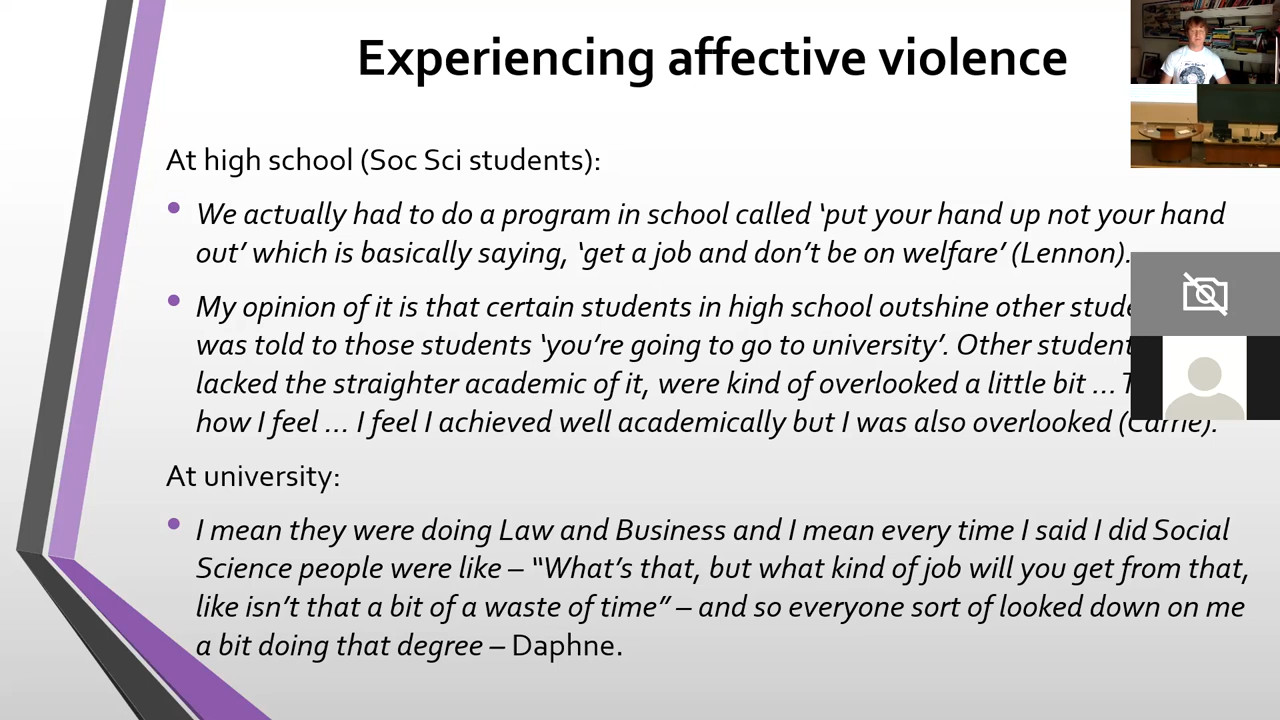 Experiencing affective violence
At high school (Soc Sci students):
• We actually had to do a program in school called ‘put your hand up not your hand
out’ which is basically saying, ‘get a job and don’t be on welfare’ (Lennon).
• My opinion of it is that certain students in high school outshine other
was told to those students ‘you’re going to go to university’. Other
lacked the straighter academic of it, were kind of overlooked a little bit …
how I feel … I feel I achieved well academically but I was also overlooked (Carrie).
At university:
• I mean they were doing Law and Business and I mean every time I said I did Social
Science people were like – “What’s that, but what kind of job will you get from that,
like isn’t that a bit of a waste of time” – and so everyone sort of looked down on me
a bit doing that degree – Daphne.